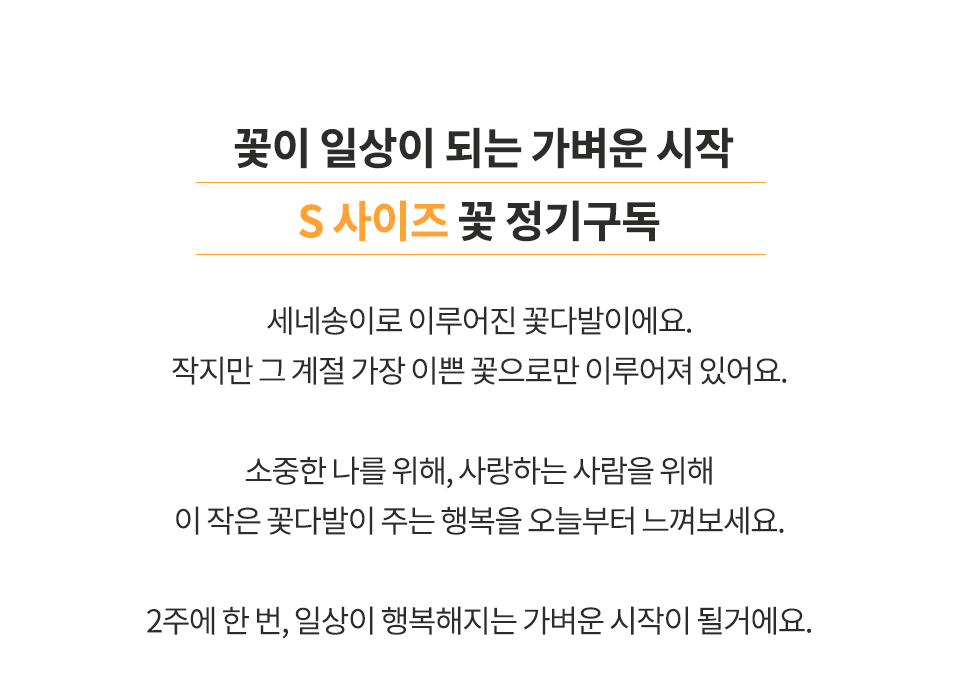 꽃이 일상이 되는 가벼운 시작
S 사이즈 꽃 정기구독
세네송이로 이루어진 꽃다발이에요.
작지만 그 계절 가장 이쁜 꽃으로만 이루어져 있어요.
소중한 나를 위해, 사랑하는 사람을 위해
이 작은 꽃다발이 주는 행복을 오늘부터 느껴보세요.
2주에 한 번, 일상이 행복해지는 가벼운 시작이 될거에요.